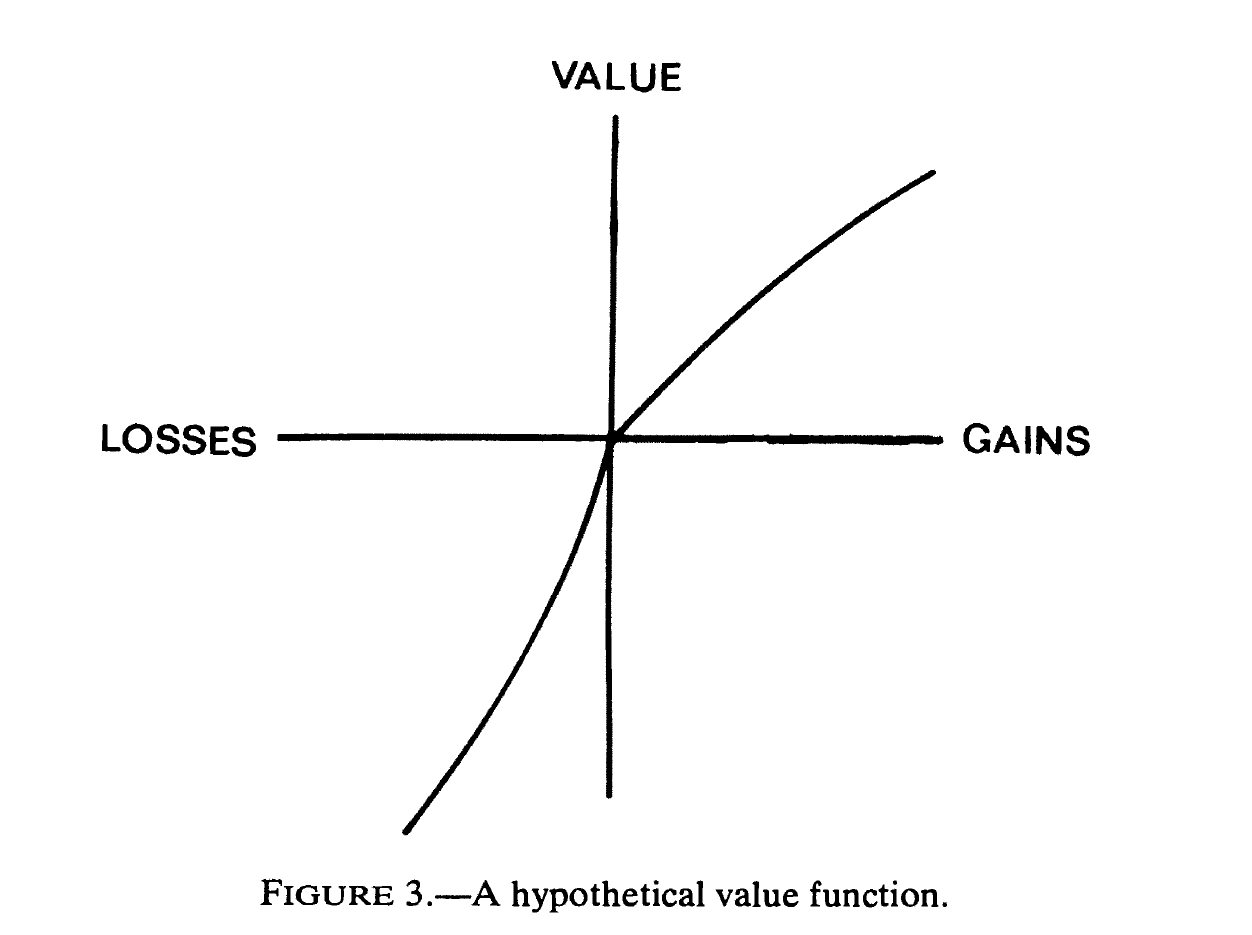 VALUE
LOSSES
GAINS
FIGURE 3.—A hypothetical value function.